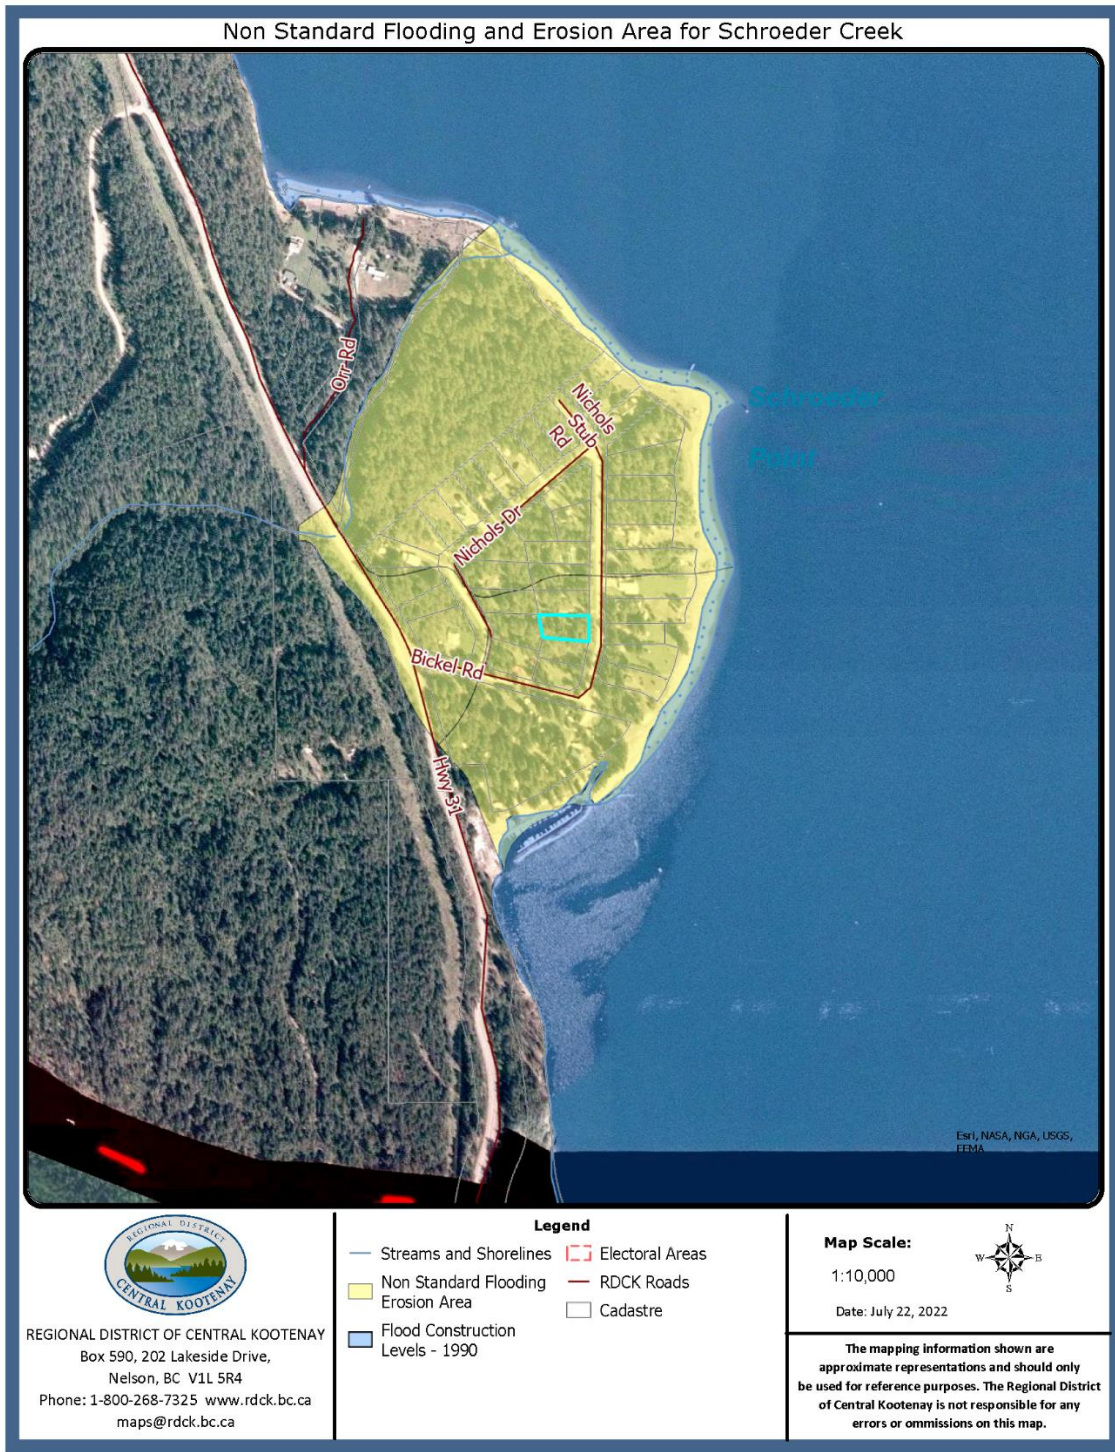 Non Standard Flooding and Erosion Area for Schroeder Creek
Orr Rd
Nichols
Stub
Rd
Nichols Dr
Schroeder
Point
Bickel Rd
Hwy 31
Esri, NASA, NGA, USGS,
FEMA
REGIONAL DISTRICT
CENTRAL KOOTENAY
REGIONAL DISTRICT OF CENTRAL KOOTENAY
Box 590, 202 Lakeside Drive,
Nelson, BC V1L 5R4
Phone: 1-800-268-7325 www.rdck.bc.ca
maps@rdck.bc.ca
Legend
Streams and Shorelines
Non Standard Flooding
Erosion Area
Flood Construction
Levels - 1990
Electoral Areas
RDCK Roads
Cadastre
Map Scale:
1:10,000
Date: July 22, 2022
N
W E
S
The mapping information shown are
approximate representations and should only
be used for reference purposes. The Regional District
of Central Kootenay is not responsible for any
errors or ommissions on this map.